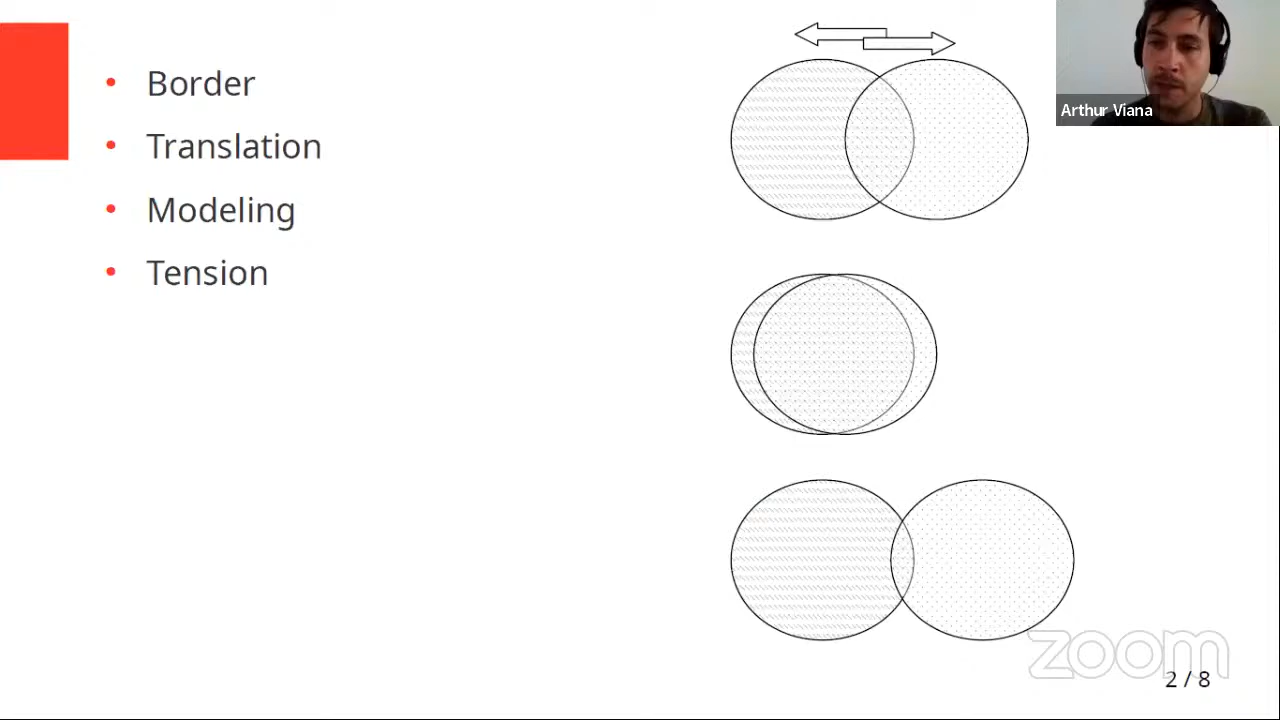 Border
Translation
Modeling
Tension
Arthur Viana
zoom
2 / 8